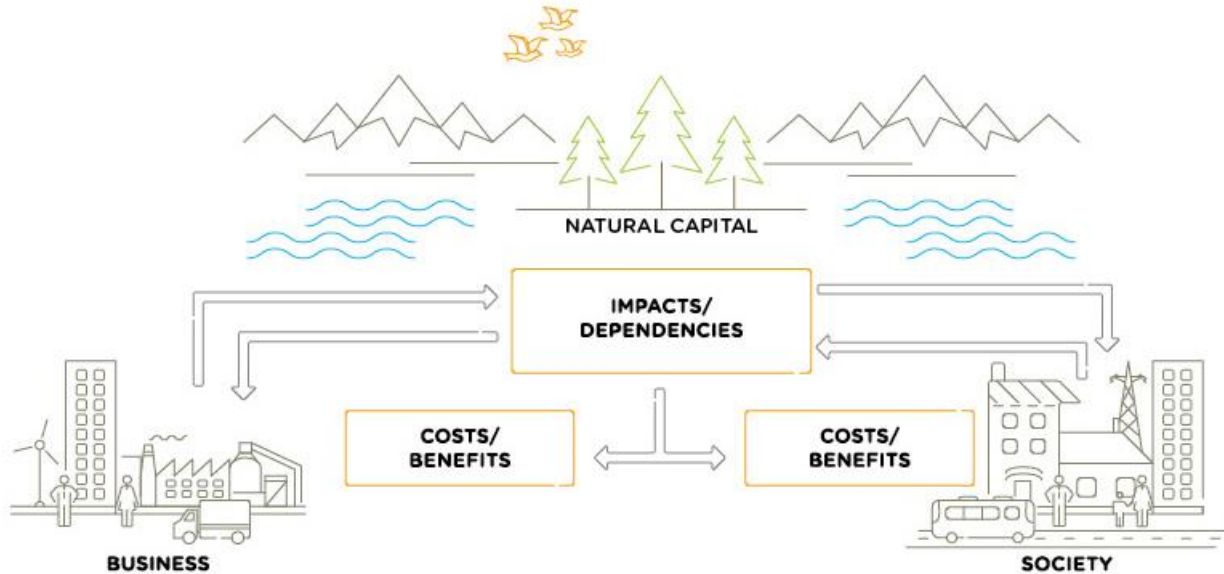 NATURAL CAPITAL
IMPACTS/
DEPENDENCIES
COSTS/
BENEFITS
COSTS/
BENEFITS
BUSINESS
SOCIETY